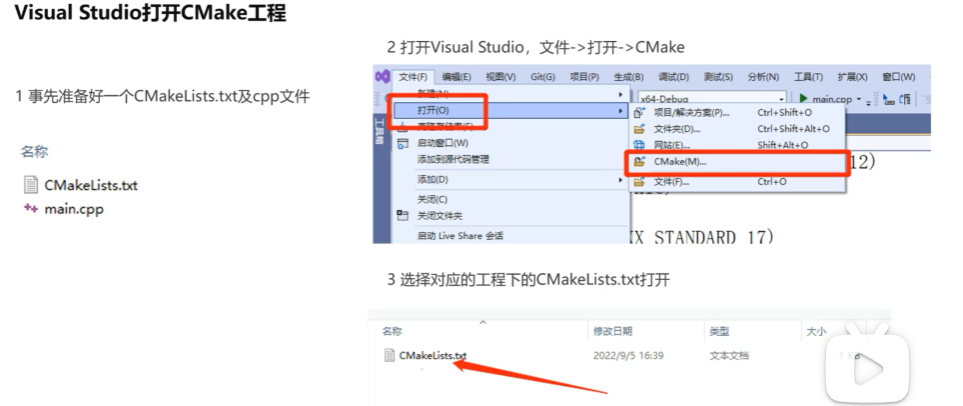 Visual Studio打开CMake工程
1 事先准备好一个CMakeLists.txt及cpp文件
名称
CMakeLists.txt
main.cpp
2 打开Visual Studio，文件->打开->CMake
文件(F) 编辑(E) 视图(V) Git(G) 项目(P) 生成(B) 调试(D) 测试(S) 分析(N) 工具(T) 扩展(X) 窗口(W)
x64-Debug main.cpp
打开(O)
启动窗口(W)
添加到源代码管理
添加(D)
关闭(C)
关闭文件夹
启动 Live Share 会话
项目/解决方案(P)... Ctrl+Shift+O
文件夹(D)... Ctrl+Shift+Alt+O
网站(E)... Shift+Alt+O
CMake(M)...
文件(F)... Ctrl+O
工具箱
12)
X_STANDARD 17)
3 选择对应的工程下的CMakeLists.txt打开
名称 修改日期 类型 大小
CMakeLists.txt 2022/9/5 16:39 文本文档 1 KB